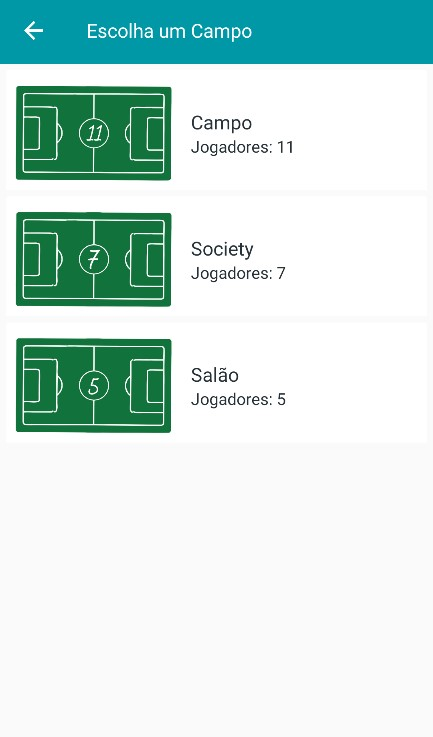 Escolha um Campo
11
Campo
Jogadores: 11
7
Society
Jogadores: 7
5
Salão
Jogadores: 5